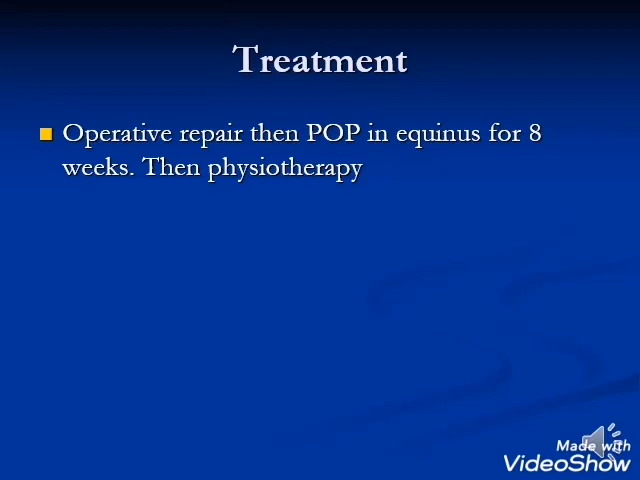 Treatment
Operative repair then POP in equinus for 8
weeks. Then physiotherapy
Made with
VideoShow